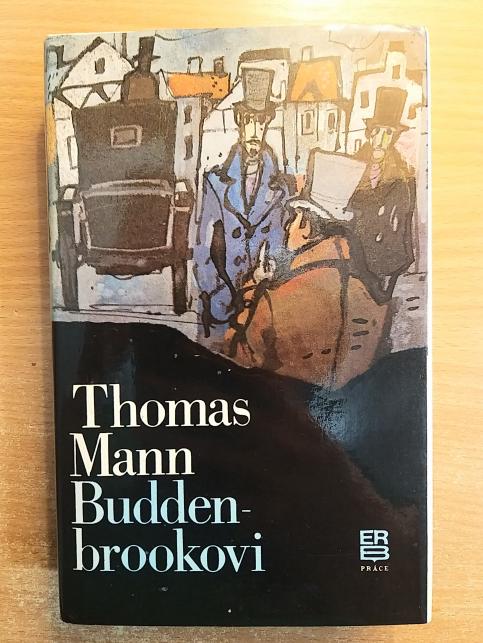 Thomas
Mann
Budden-
brookovi
ERB
PRÁCE